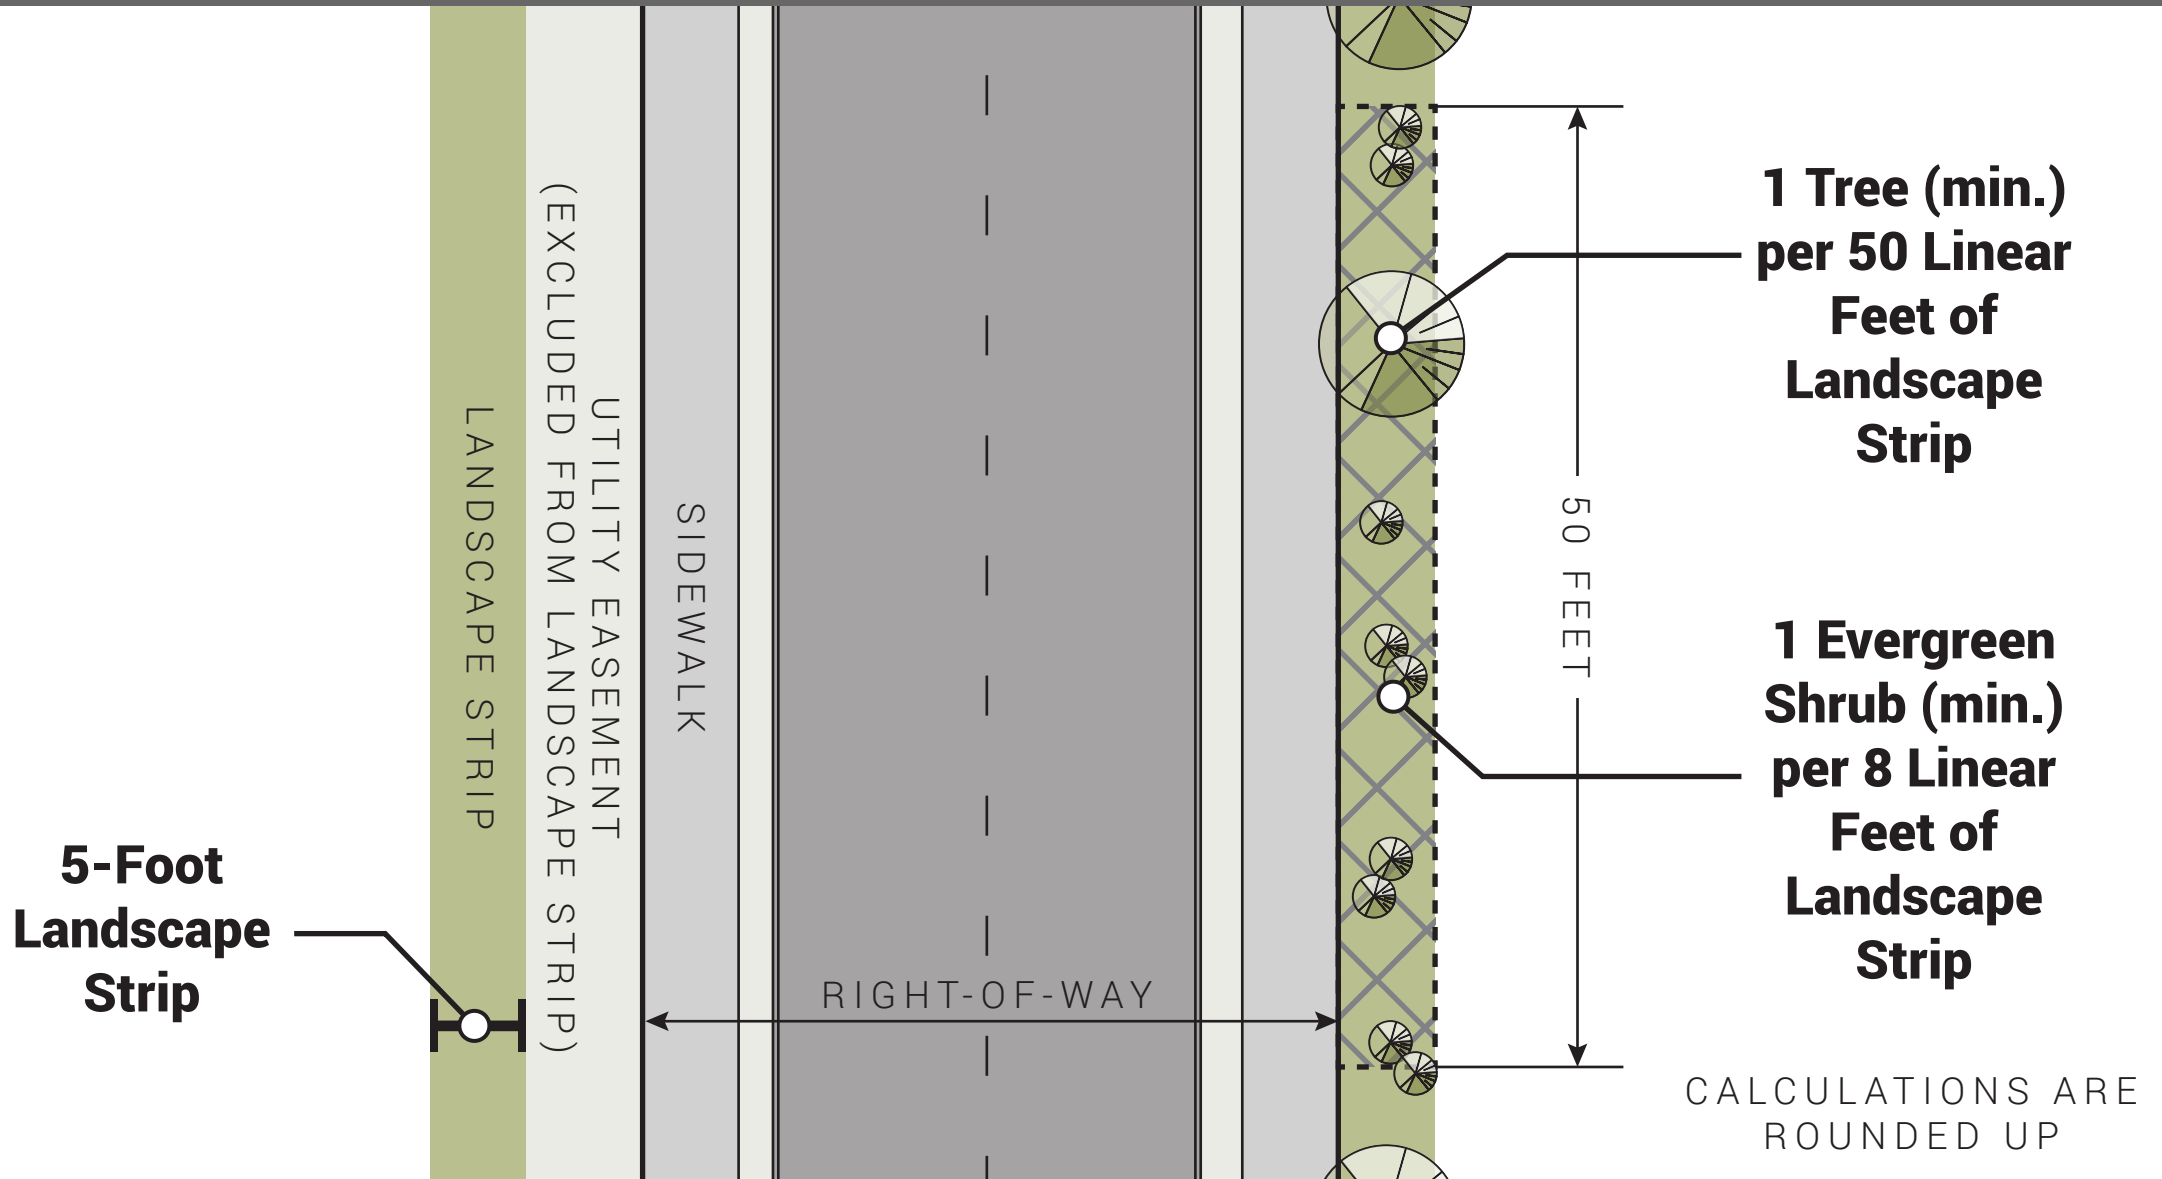 5-Foot
Landscape
Strip
LANDSCAPE STRIP
UTILITY EASEMENT
(EXCLUDED FROM LANDSCAPE STRIP)
SIDEWALK
RIGHT-OF-WAY
50 FEET
1 Tree (min.)
per 50 Linear
Feet of
Landscape
Strip
1 Evergreen
Shrub (min.)
per 8 Linear
Feet of
Landscape
Strip
CALCULATIONS ARE
ROUNDED UP